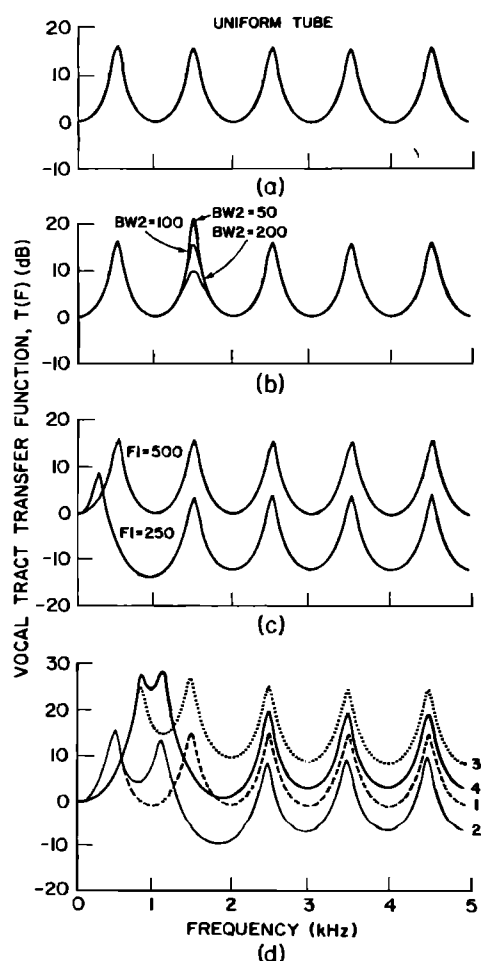 UNIFORM TUBE
VOCAL TRACT TRANSFER FUNCTION, T(F) (dB)
20
10
0
-10
(a)
BW2=100
BW2=50
BW2=200
20
10
0
-10
(b)
20
10
0
-10
-20
F1=500
F1=250
(c)
30
20
10
0
-10
-20
3
4
1
2
0 1 2 3 4 5
FREQUENCY (kHz)
(d)